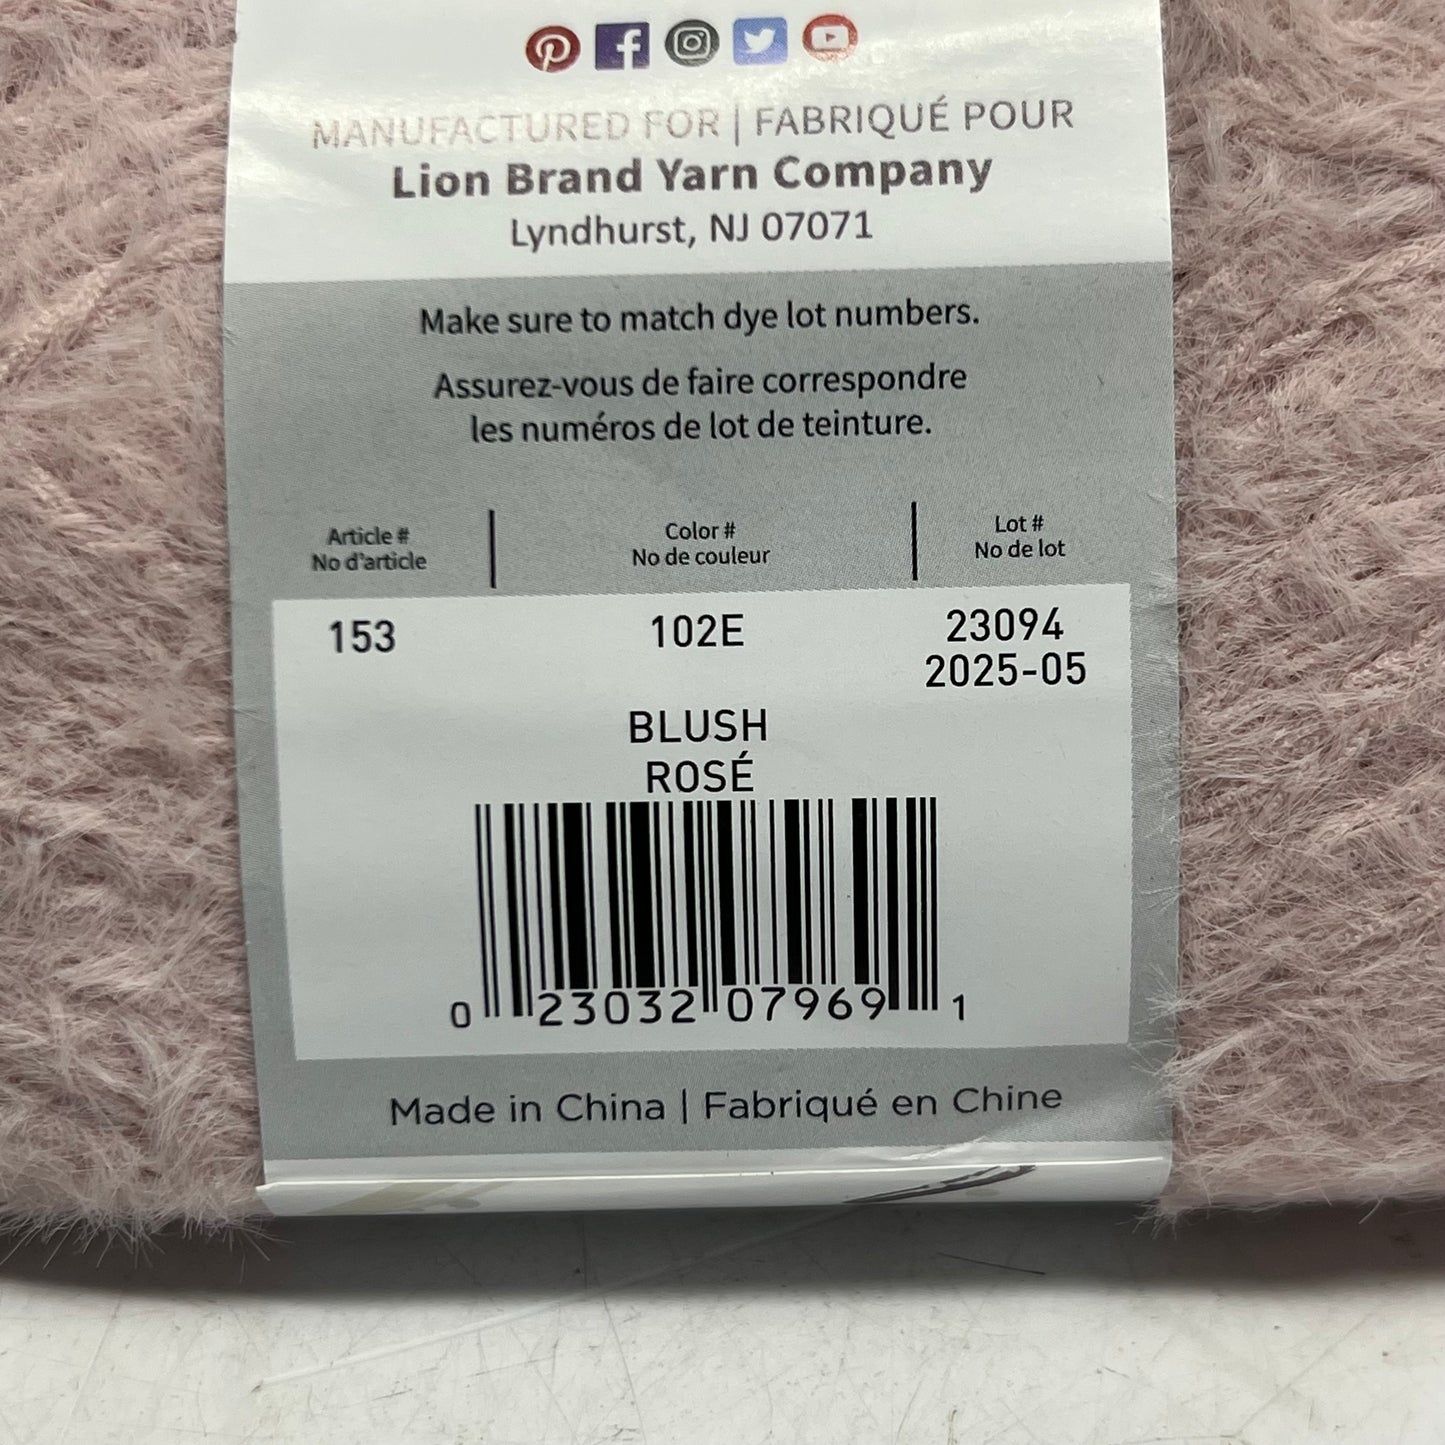 MANUFACTURED FOR | FABRIQUÉ POUR
Lion Brand Yarn Company
Lyndhurst, NJ 07071
Make sure to match dye lot numbers.
Assurez-vous de faire correspondre
les numéros de lot de teinture.
Article # Color # Lot #
No d'article No de couleur No de lot
153 102E 23094
2025-05
BLUSH
ROSÉ
0 23032 07969 1
Made in China | Fabriqué en Chine